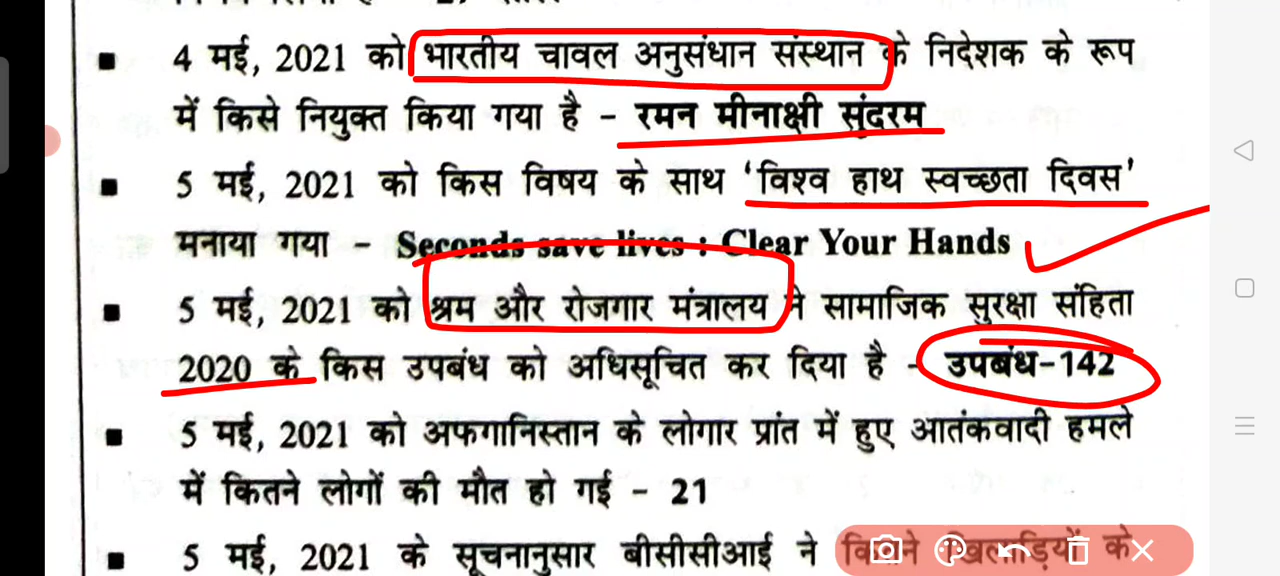 4 मई, 2021 को भारतीय चावल अनुसंधान संस्थान के निदेशक के रूप
में किसे नियुक्त किया गया है – रमन मीनाक्षी सुंदरम
5 मई, 2021 को किस विषय के साथ 'विश्व हाथ स्वच्छता दिवस'
मनाया गया – Seconds save lives : Clear Your Hands
5 मई, 2021 को श्रम और रोजगार मंत्रालय ने सामाजिक सुरक्षा संहिता
2020 के किस उपबंध को अधिसूचित कर दिया है - उपबंध-142
5 मई, 2021 को अफगानिस्तान के लोगार प्रांत में हुए आतंकवादी हमले
में कितने लोगों की मौत हो गई – 21
5 मई, 2021 के सूचनानुसार बीसीसीआई ने कितने खिलाड़ियों के